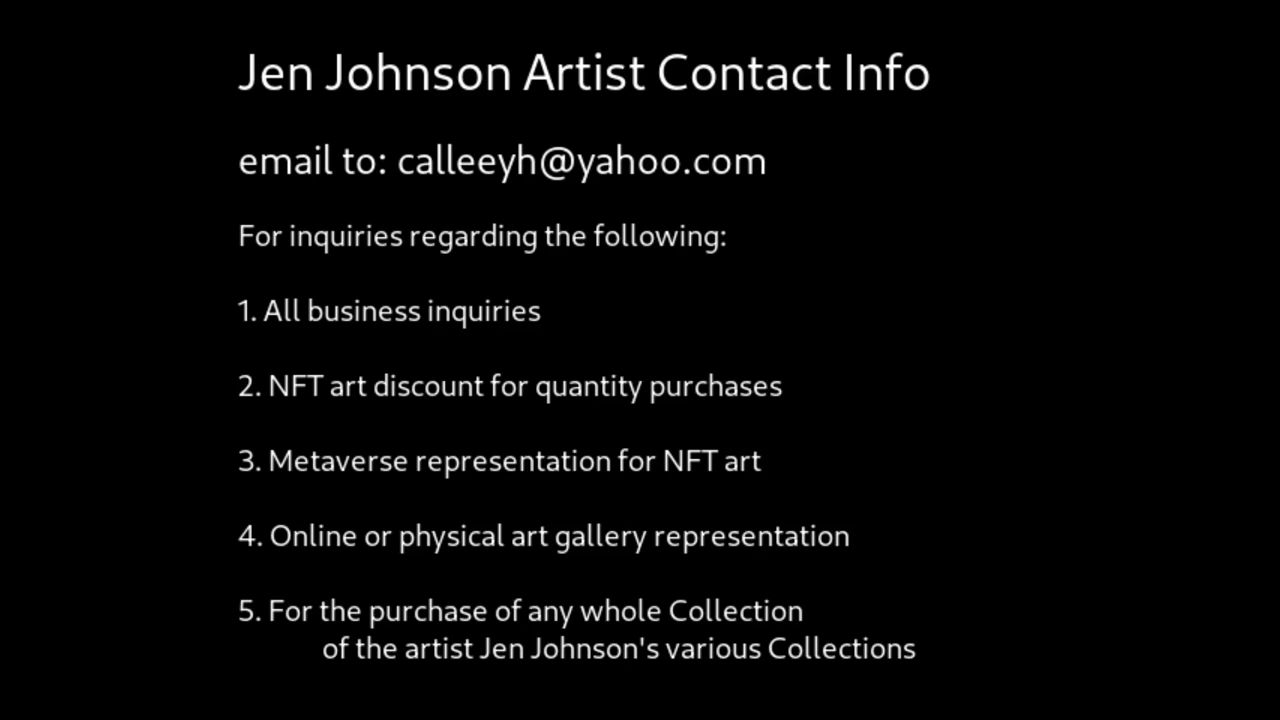 Jen Johnson Artist Contact Info
email to: calleeyh@yahoo.com
For inquiries regarding the following:
1. All business inquiries
2. NFT art discount for quantity purchases
3. Metaverse representation for NFT art
4. Online or physical art gallery representation
5. For the purchase of any whole Collection
of the artist Jen Johnson's various Collections